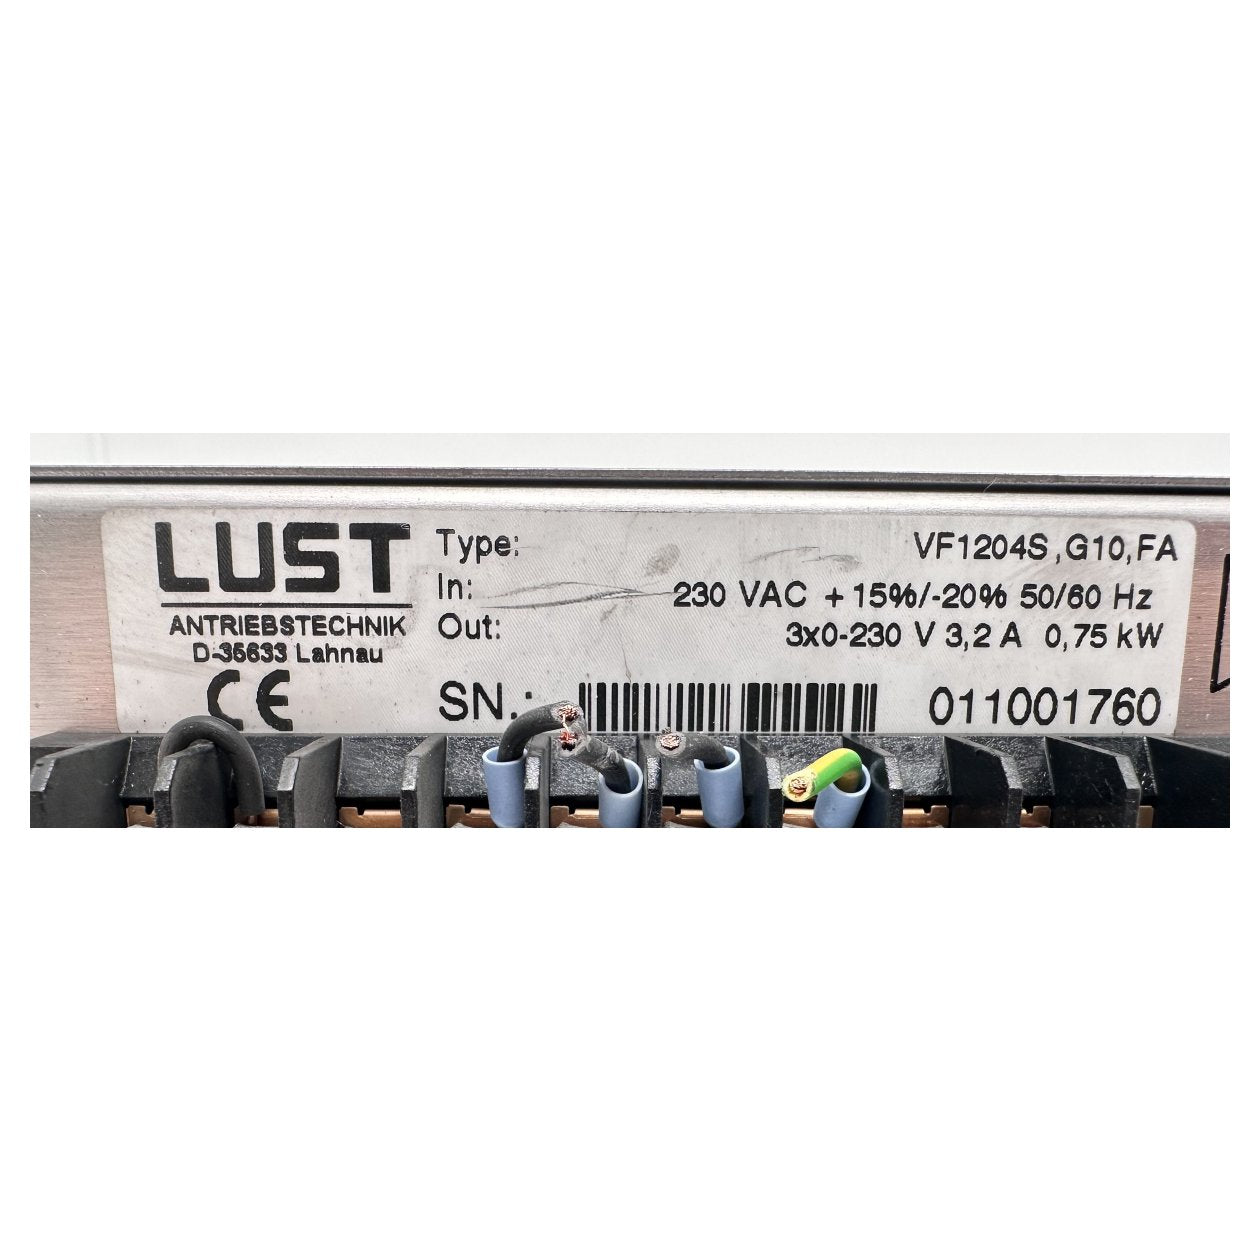 LUST
ANTRIEBSTECHNIK
D-35633 Lahnau
CE
Type: VF1204S,G10,FA
In: 230 VAC +15%/-20% 50/60 Hz
Out: 3x0-230 V 3,2 A 0,75 kW
SN.: 011001760